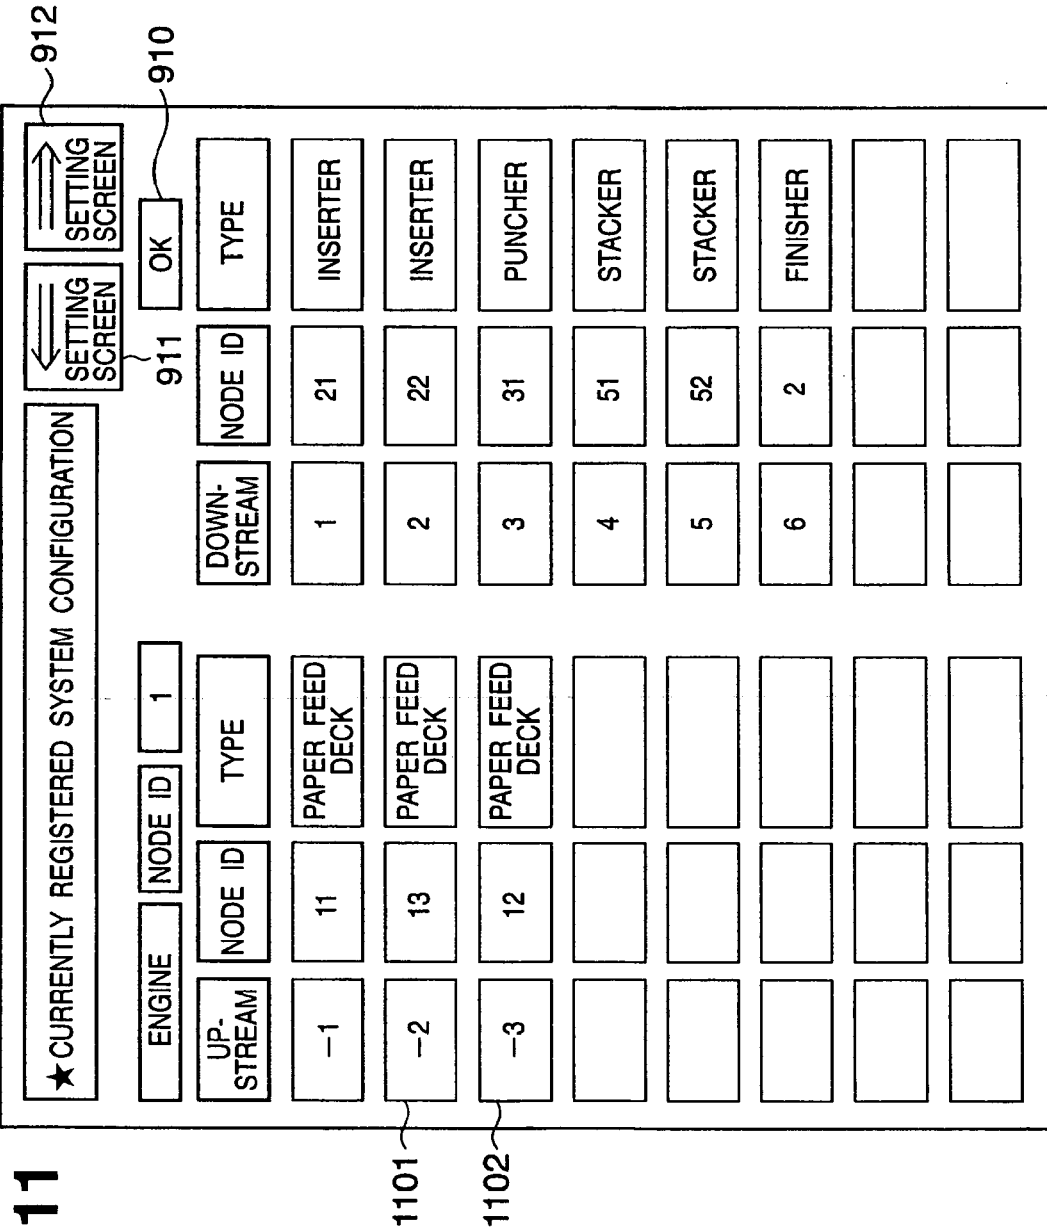 11
★CURRENTLY REGISTERED SYSTEM CONFIGURATION
SETTING
SCREEN
911
SETTING
SCREEN
912
ENGINE
NODE ID
1
OK
910
UP-
STREAM
NODE ID
TYPE
DOWN-
STREAM
NODE ID
TYPE
−1
11
PAPER FEED
DECK
1
21
INSERTER
1101
−2
13
PAPER FEED
DECK
2
22
INSERTER
1102
−3
12
PAPER FEED
DECK
3
31
PUNCHER
4
51
STACKER
5
52
STACKER
6
2
FINISHER